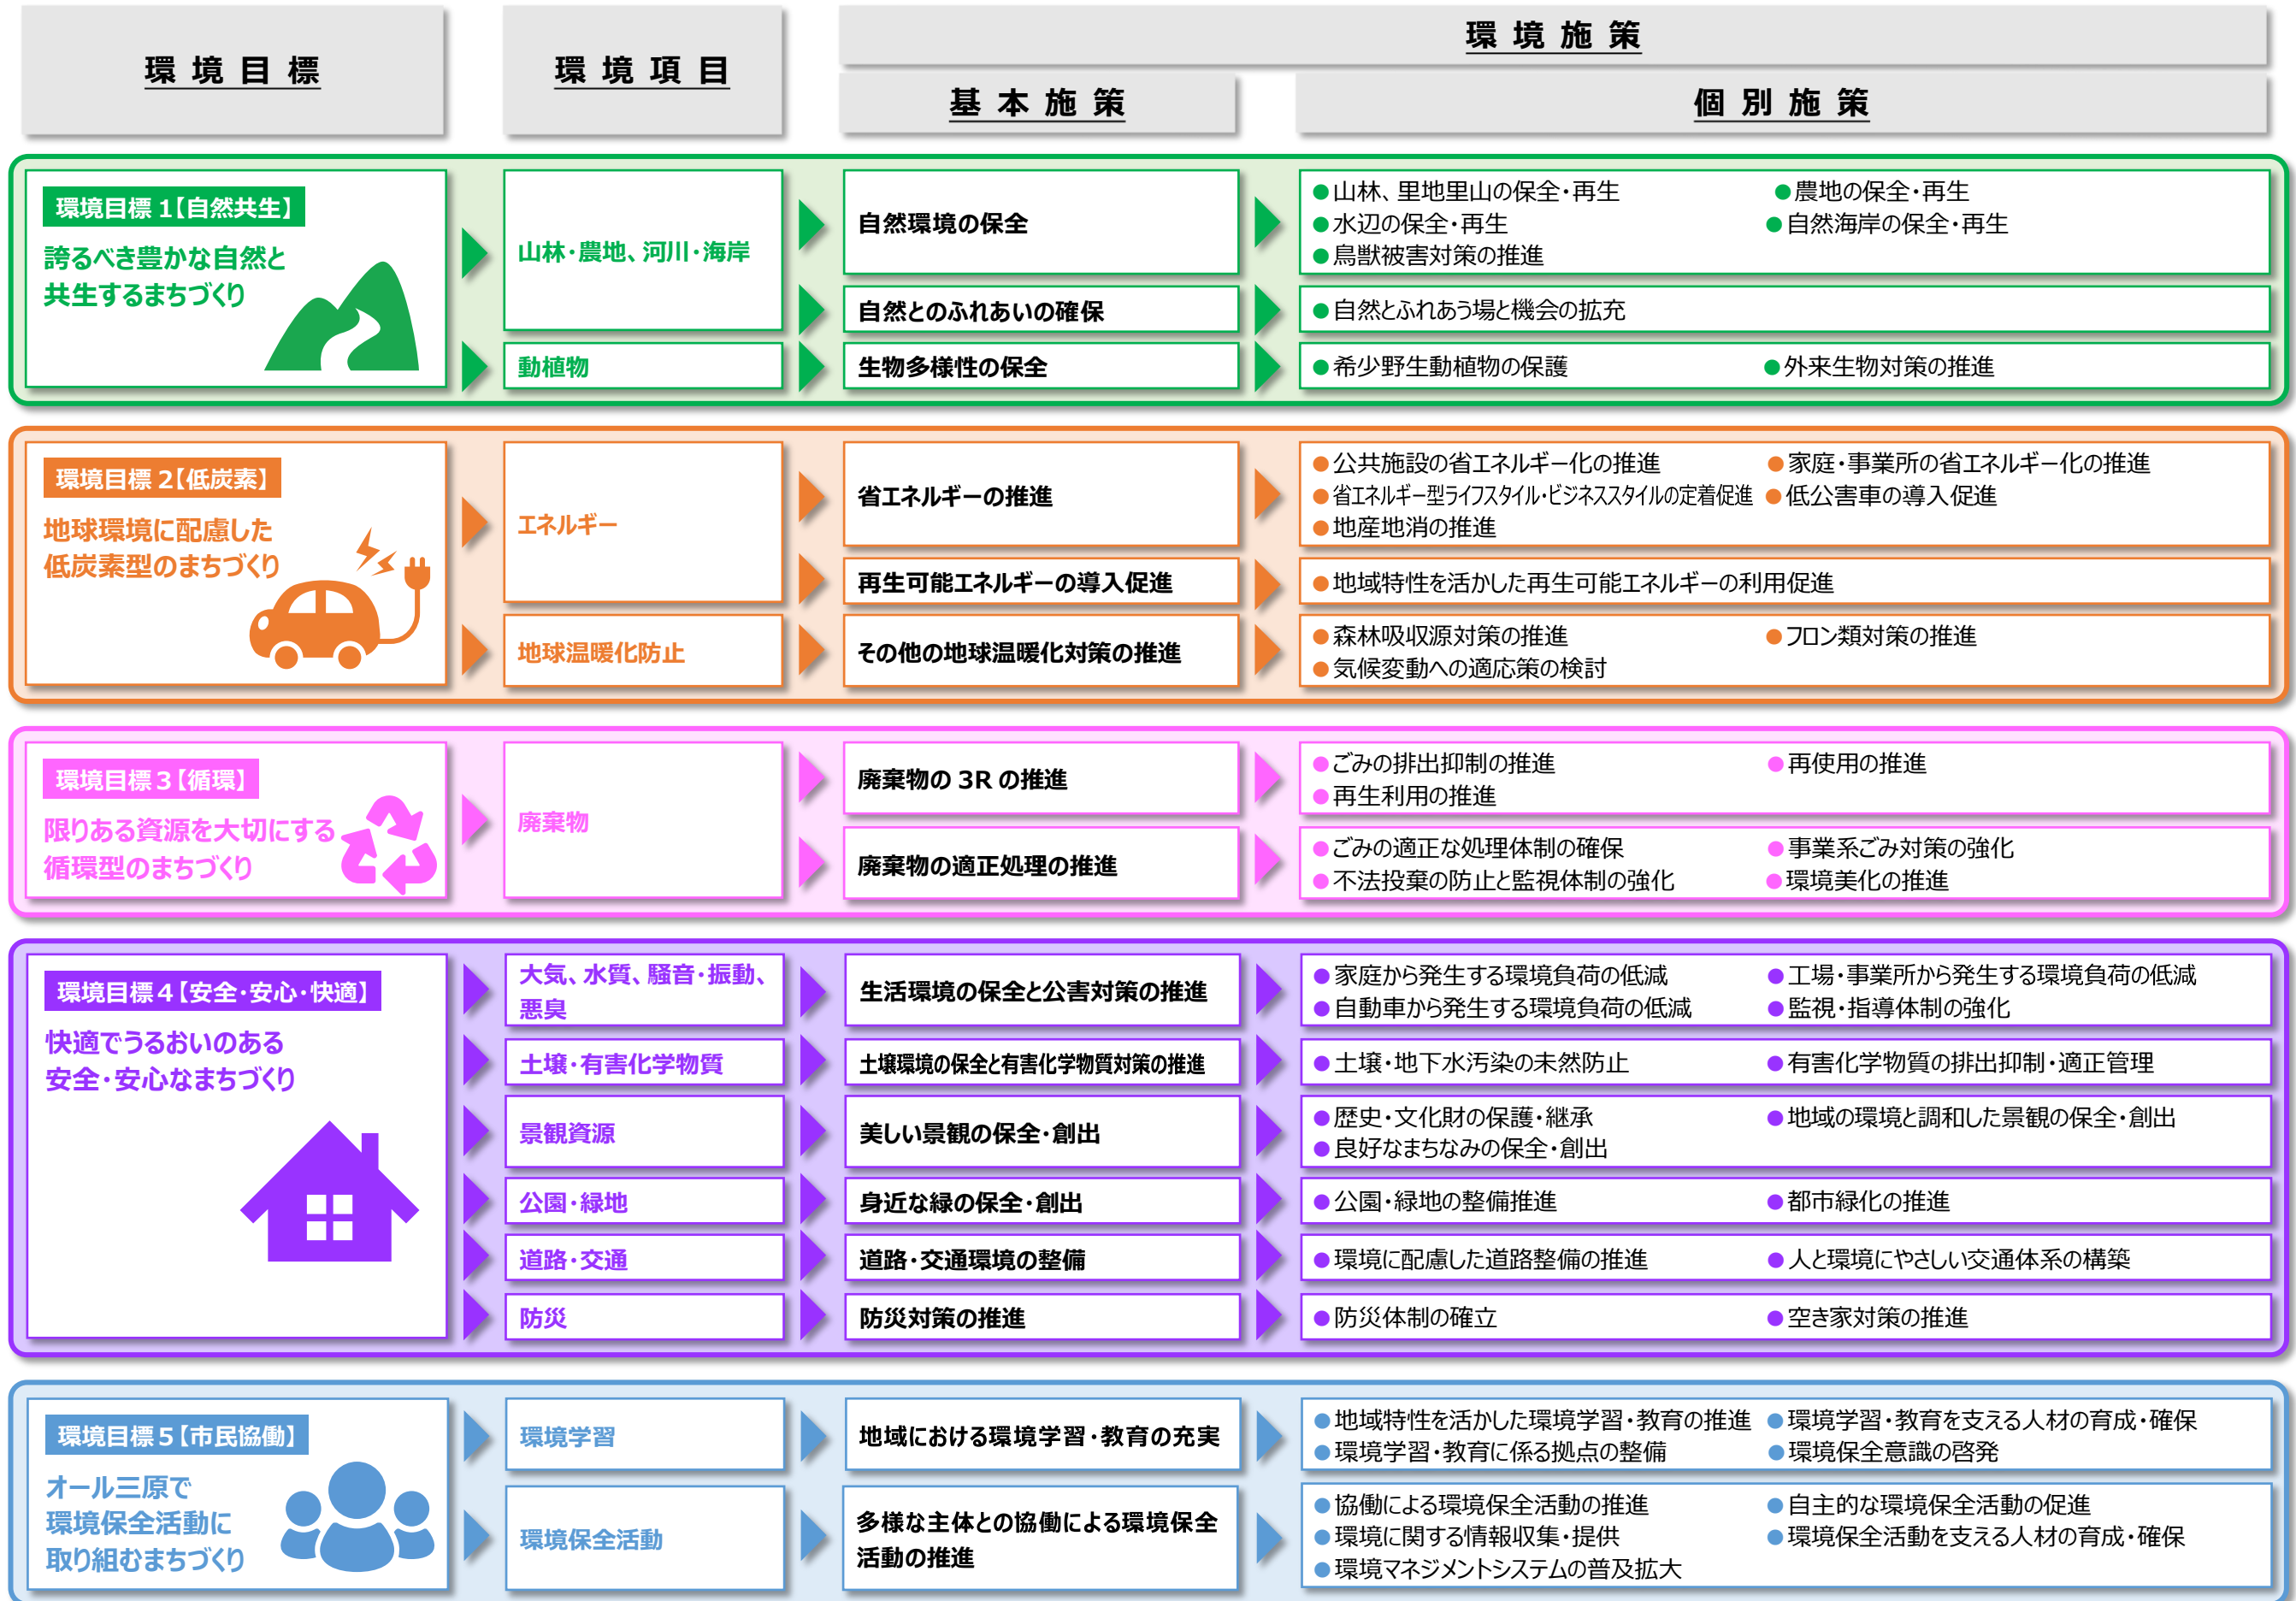 環境目標
環境項目
環境施策
基本施策
個別施策
環境目標1【自然共生】
誇るべき豊かな自然と
共生するまちづくり
山林・農地、河川・海岸
自然環境の保全
●山林、里地里山の保全・再生 ●農地の保全・再生
●水辺の保全・再生 ●自然海岸の保全・再生
●鳥獣被害対策の推進
自然とのふれあいの確保
●自然とふれあう場と機会の拡充
動植物
生物多様性の保全
●希少野生動植物の保護 ●外来生物対策の推進
環境目標2【低炭素】
地球環境に配慮した
低炭素型のまちづくり
エネルギー
省エネルギーの推進
●公共施設の省エネルギー化の推進 ●家庭・事業所の省エネルギー化の推進
●省エネルギー型ライフスタイル・ビジネススタイルの定着促進 ●低公害車の導入促進
●地産地消の推進
再生可能エネルギーの導入促進
●地域特性を活かした再生可能エネルギーの利用促進
地球温暖化防止
その他の地球温暖化対策の推進
●森林吸収源対策の推進 ●フロン類対策の推進
●気候変動への適応策の検討
環境目標3【循環】
限りある資源を大切にする
循環型のまちづくり
廃棄物
廃棄物の3Rの推進
●ごみの排出抑制の推進 ●再使用の推進
●再生利用の推進
廃棄物の適正処理の推進
●ごみの適正な処理体制の確保 ●事業系ごみ対策の強化
●不法投棄の防止と監視体制の強化 ●環境美化の推進
環境目標4【安全・安心・快適】
快適でうるおいのある
安全・安心なまちづくり
大気、水質、騒音・振動、
悪臭
生活環境の保全と公害対策の推進
●家庭から発生する環境負荷の低減 ●工場・事業所から発生する環境負荷の低減
●自動車から発生する環境負荷の低減 ●監視・指導体制の強化
土壌・有害化学物質
土壌環境の保全と有害化学物質対策の推進
●土壌・地下水汚染の未然防止 ●有害化学物質の排出抑制・適正管理
景観資源
美しい景観の保全・創出
●歴史・文化財の保護・継承 ●地域の環境と調和した景観の保全・創出
●良好なまちなみの保全・創出
公園・緑地
身近な緑の保全・創出
●公園・緑地の整備推進 ●都市緑化の推進
道路・交通
道路・交通環境の整備
●環境に配慮した道路整備の推進 ●人と環境にやさしい交通体系の構築
防災
防災対策の推進
●防災体制の確立 ●空き家対策の推進
環境目標5【市民協働】
オール三原で
環境保全活動に
取り組むまちづくり
環境学習
地域における環境学習・教育の充実
●地域特性を活かした環境学習・教育の推進 ●環境学習・教育を支える人材の育成・確保
●環境学習・教育に係る拠点の整備 ●環境保全意識の啓発
環境保全活動
多様な主体との協働による環境保全
活動の推進
●協働による環境保全活動の推進 ●自主的な環境保全活動の促進
●環境に関する情報収集・提供 ●環境保全活動を支える人材の育成・確保
●環境マネジメントシステムの普及拡大